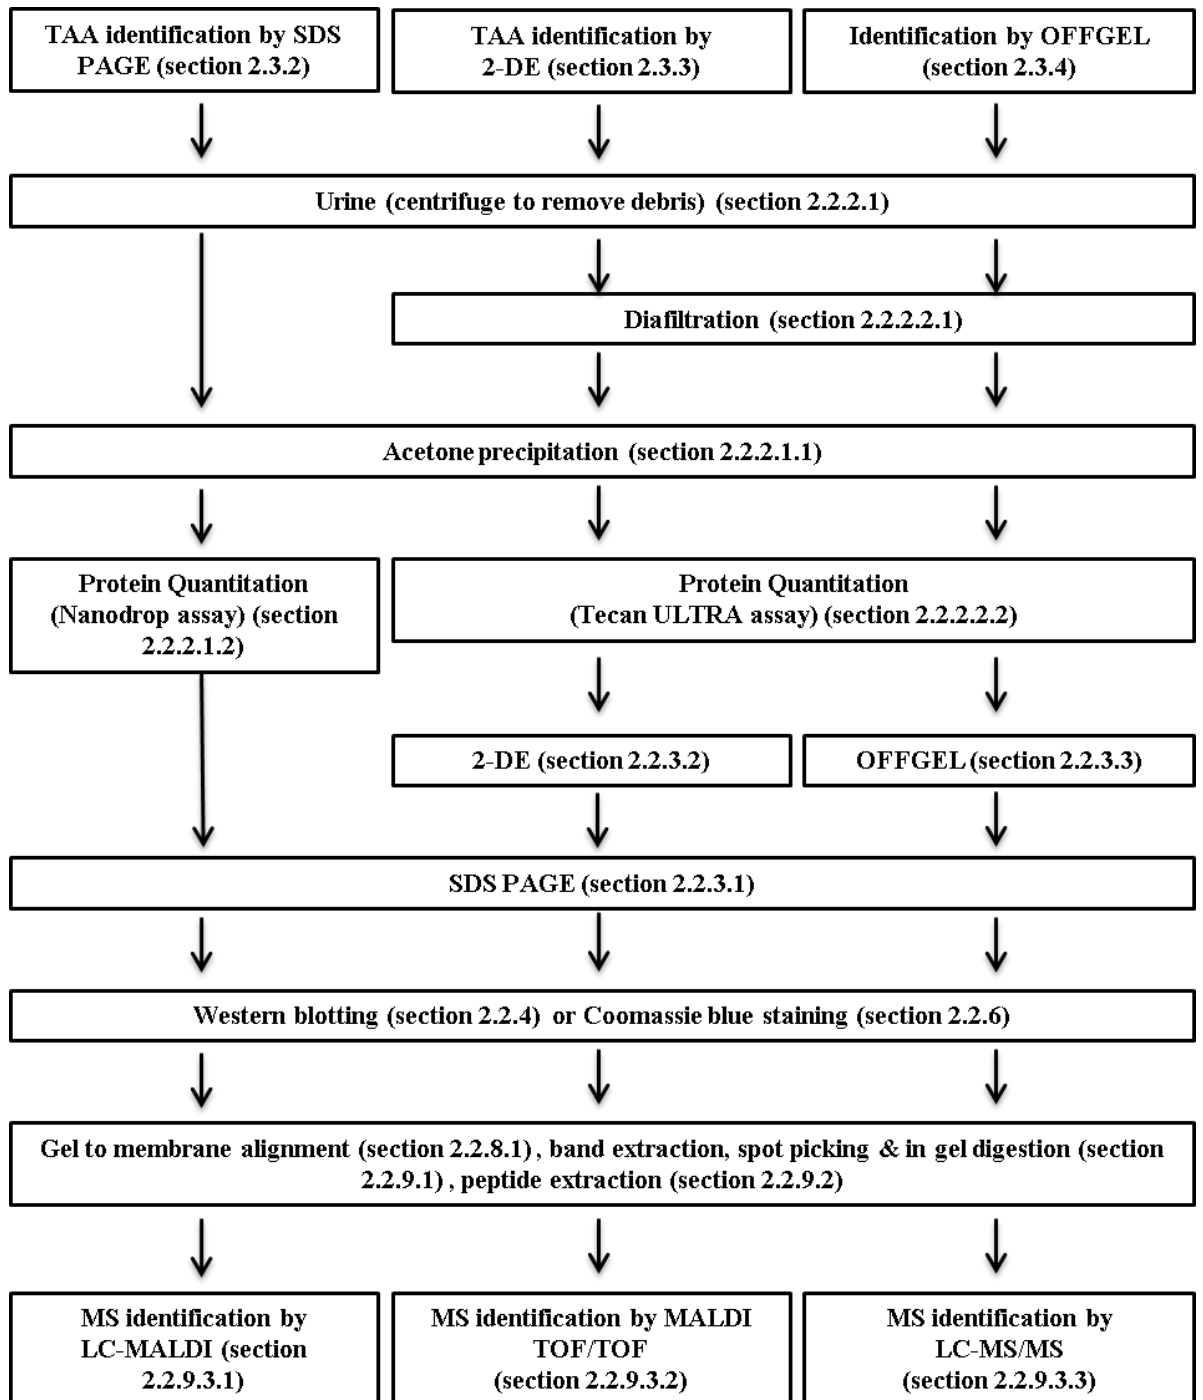 TAA identification by SDS
PAGE (section 2.3.2)
TAA identification by
2-DE (section 2.3.3)
Identification by OFFGEL
(section 2.3.4)
Urine (centrifuge to remove debris) (section 2.2.2.1)
Diafiltration (section 2.2.2.2.1)
Acetone precipitation (section 2.2.2.1.1)
Protein Quantitation
(Nanodrop assay) (section
2.2.2.1.2)
Protein Quantitation
(Tecan ULTRA assay) (section 2.2.2.2.2)
2-DE (section 2.2.3.2)
OFFGEL (section 2.2.3.3)
SDS PAGE (section 2.2.3.1)
Western blotting (section 2.2.4) or Coomassie blue staining (section 2.2.6)
Gel to membrane alignment (section 2.2.8.1) , band extraction, spot picking & in gel digestion (section
2.2.9.1) , peptide extraction (section 2.2.9.2)
MS identification by
LC-MALDI (section
2.2.9.3.1)
MS identification by MALDI
TOF/TOF
(section 2.2.9.3.2)
MS identification by
LC-MS/MS
(section 2.2.9.3.3)